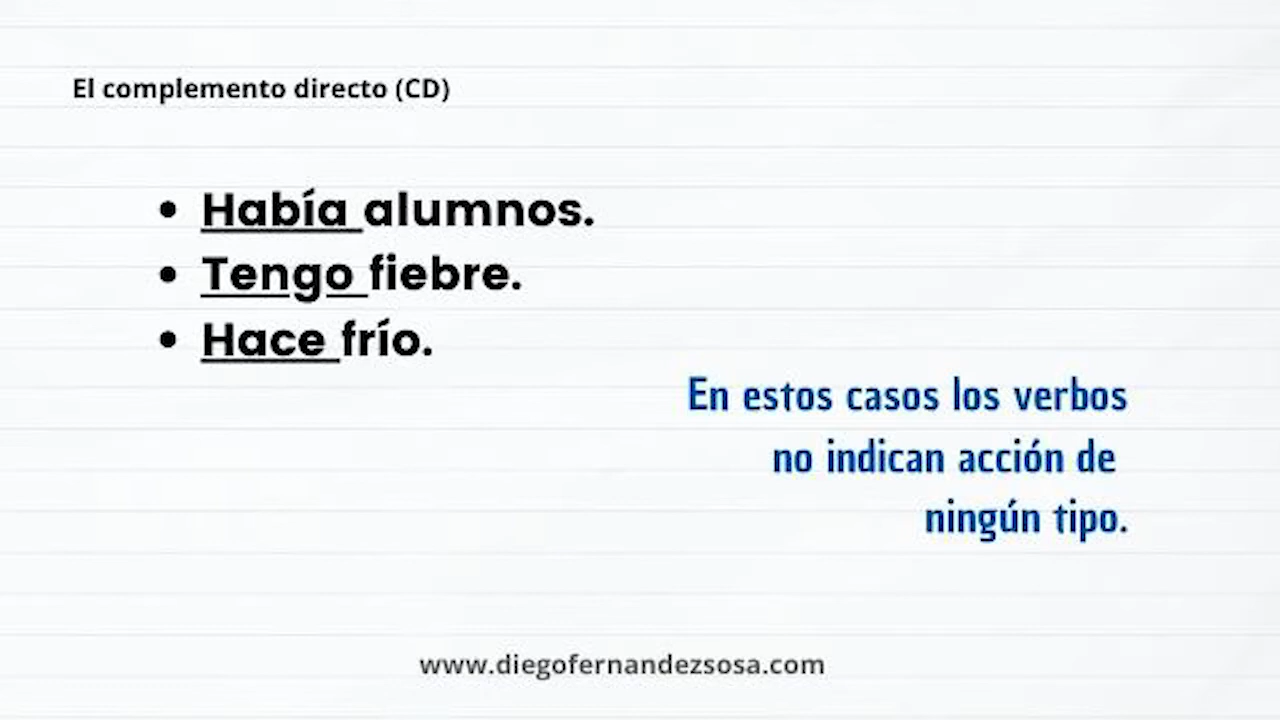 El complemento directo (CD)
Había alumnos.
Tengo fiebre.
Hace frío.
En estos casos los verbos
no indican acción de
ningún tipo.
www.diegofernandezsosa.com